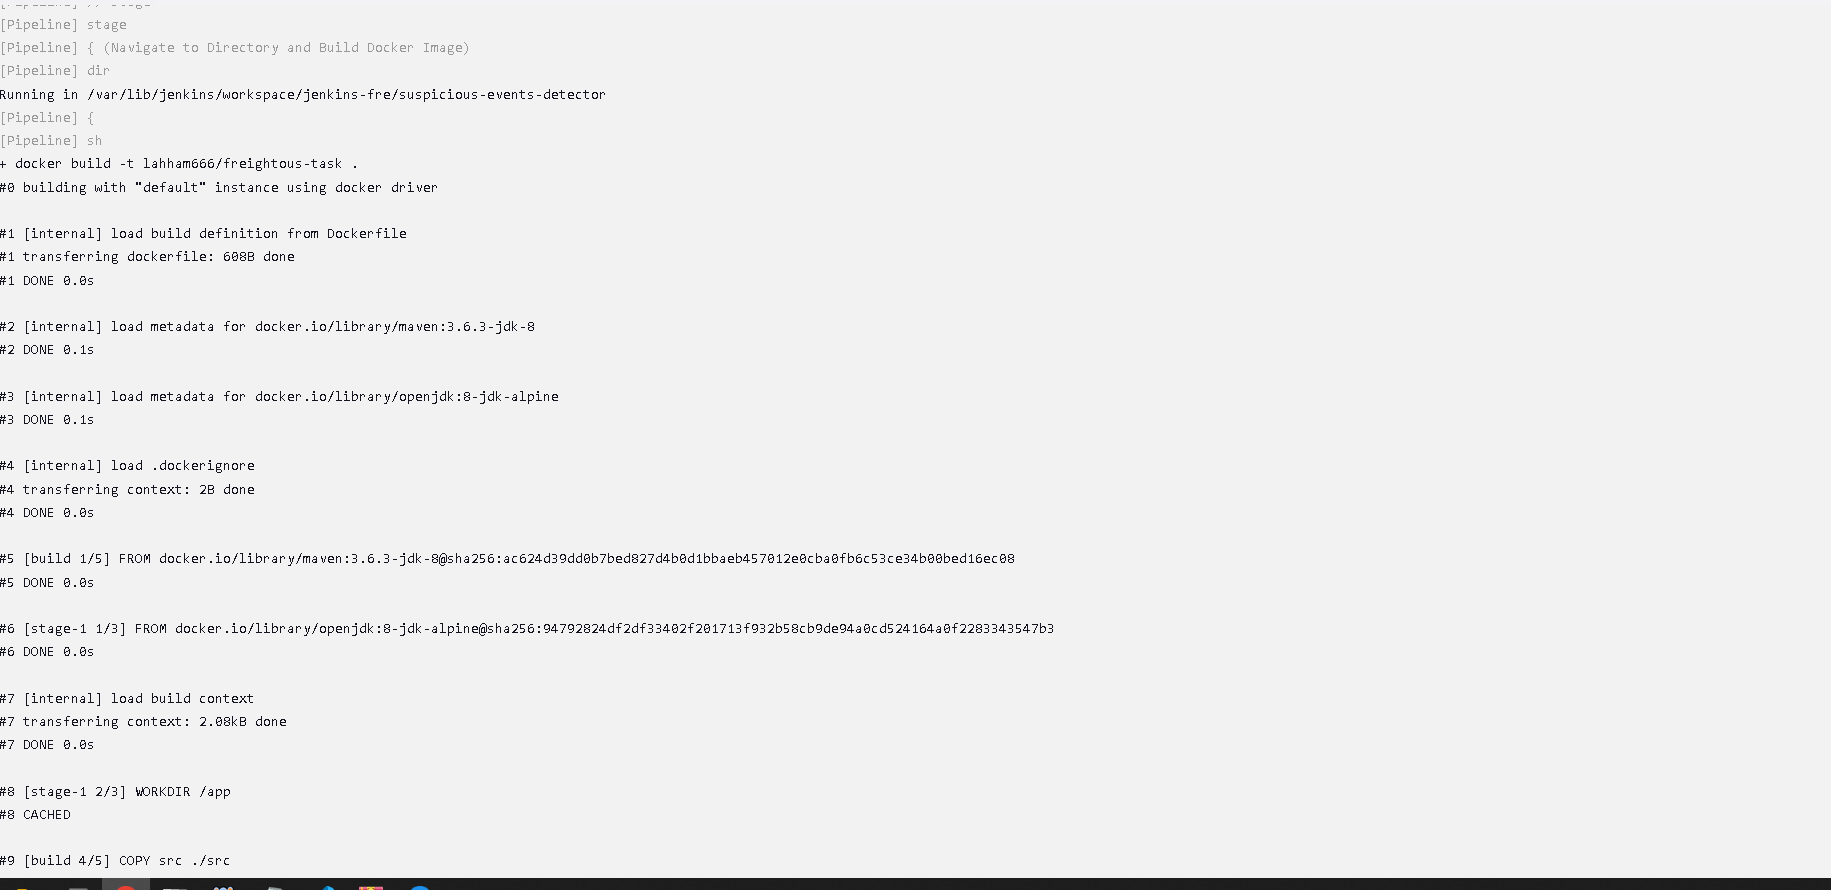 [Pipeline] // stage
[Pipeline] stage
[Pipeline] { (Navigate to Directory and Build Docker Image)
[Pipeline] dir
Running in /var/lib/jenkins/workspace/jenkins-fre/suspicious-events-detector
[Pipeline] {
[Pipeline] sh
+ docker build -t lahham666/freightous-task .
#0 building with "default" instance using docker driver
#1 [internal] load build definition from Dockerfile
#1 transferring dockerfile: 608B done
#1 DONE 0.0s
#2 [internal] load metadata for docker.io/library/maven:3.6.3-jdk-8
#2 DONE 0.1s
#3 [internal] load metadata for docker.io/library/openjdk:8-jdk-alpine
#3 DONE 0.1s
#4 [internal] load .dockerignore
#4 transferring context: 2B done
#4 DONE 0.0s
#5 [build 1/5] FROM docker.io/library/maven:3.6.3-jdk-8@sha256:ac624d39dd0b7bed827d4b0d1bbaeb457012e0cba0fb6c53ce34b00bed16ec08
#5 DONE 0.0s
#6 [stage-1 1/3] FROM docker.io/library/openjdk:8-jdk-alpine@sha256:94792824df2df33402f201713f932b58cb9de94a0cd524164a0f2283343547b3
#6 DONE 0.0s
#7 [internal] load build context
#7 transferring context: 2.08kB done
#7 DONE 0.0s
#8 [stage-1 2/3] WORKDIR /app
#8 CACHED
#9 [build 4/5] COPY src ./src